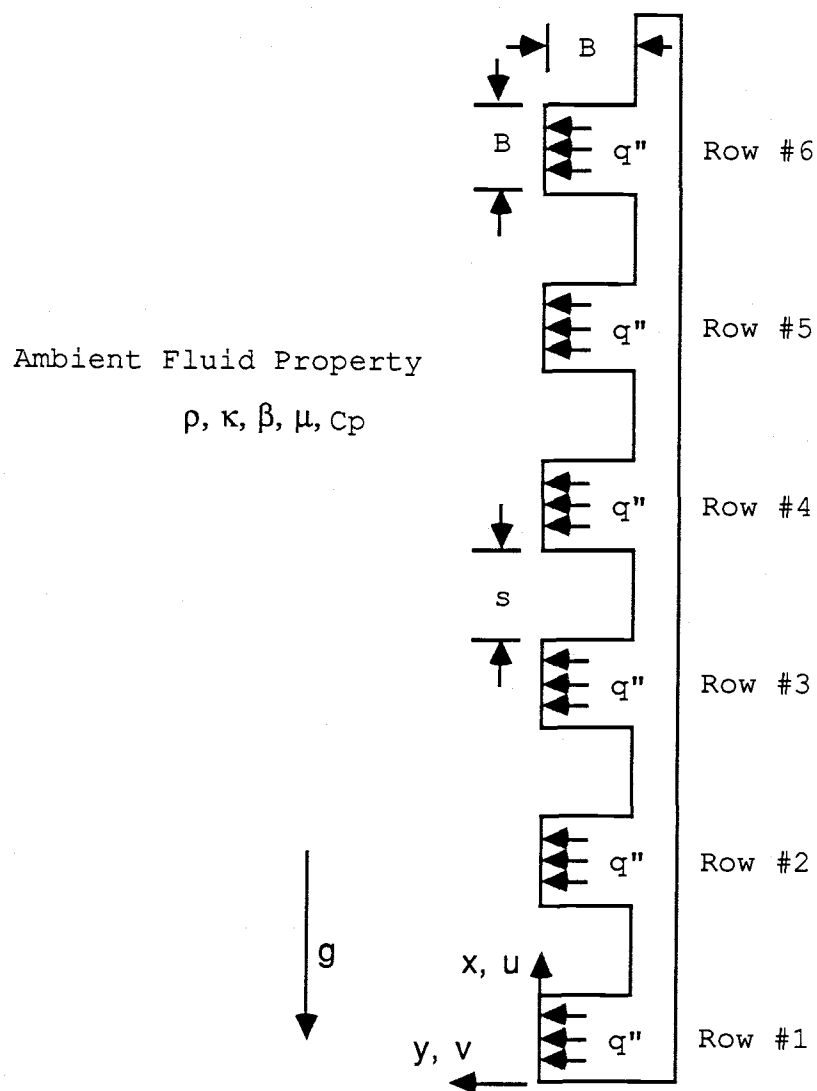 B
B
q"
Row #6
q"
Row #5
Ambient Fluid Property
ρ, κ, β, μ, Cp
q"
Row #4
s
q"
Row #3
q"
Row #2
g
x, u
q"
Row #1
y, v